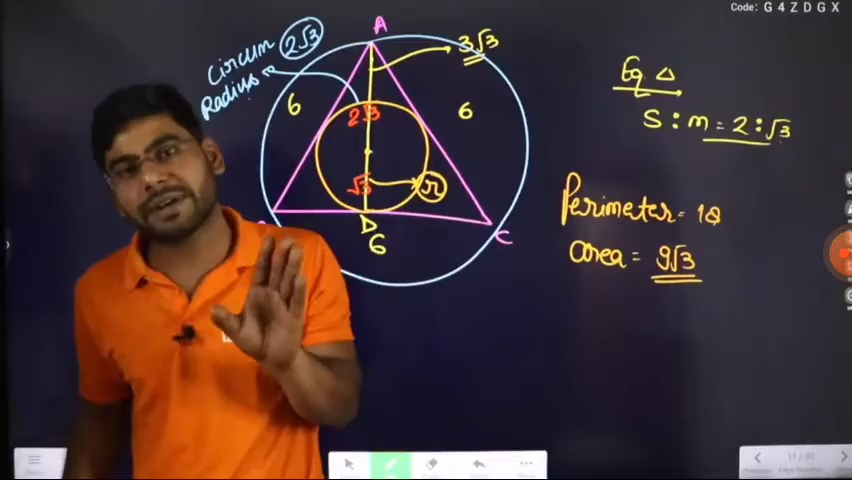 Code: G 4 Z D G X
A
Circum
Radius
2√3
3√3
6
2√3
6
√3
r
D
6
C
Eq. Δ
S : m = 2 : √3
Perimeter = 18
area = 9√3